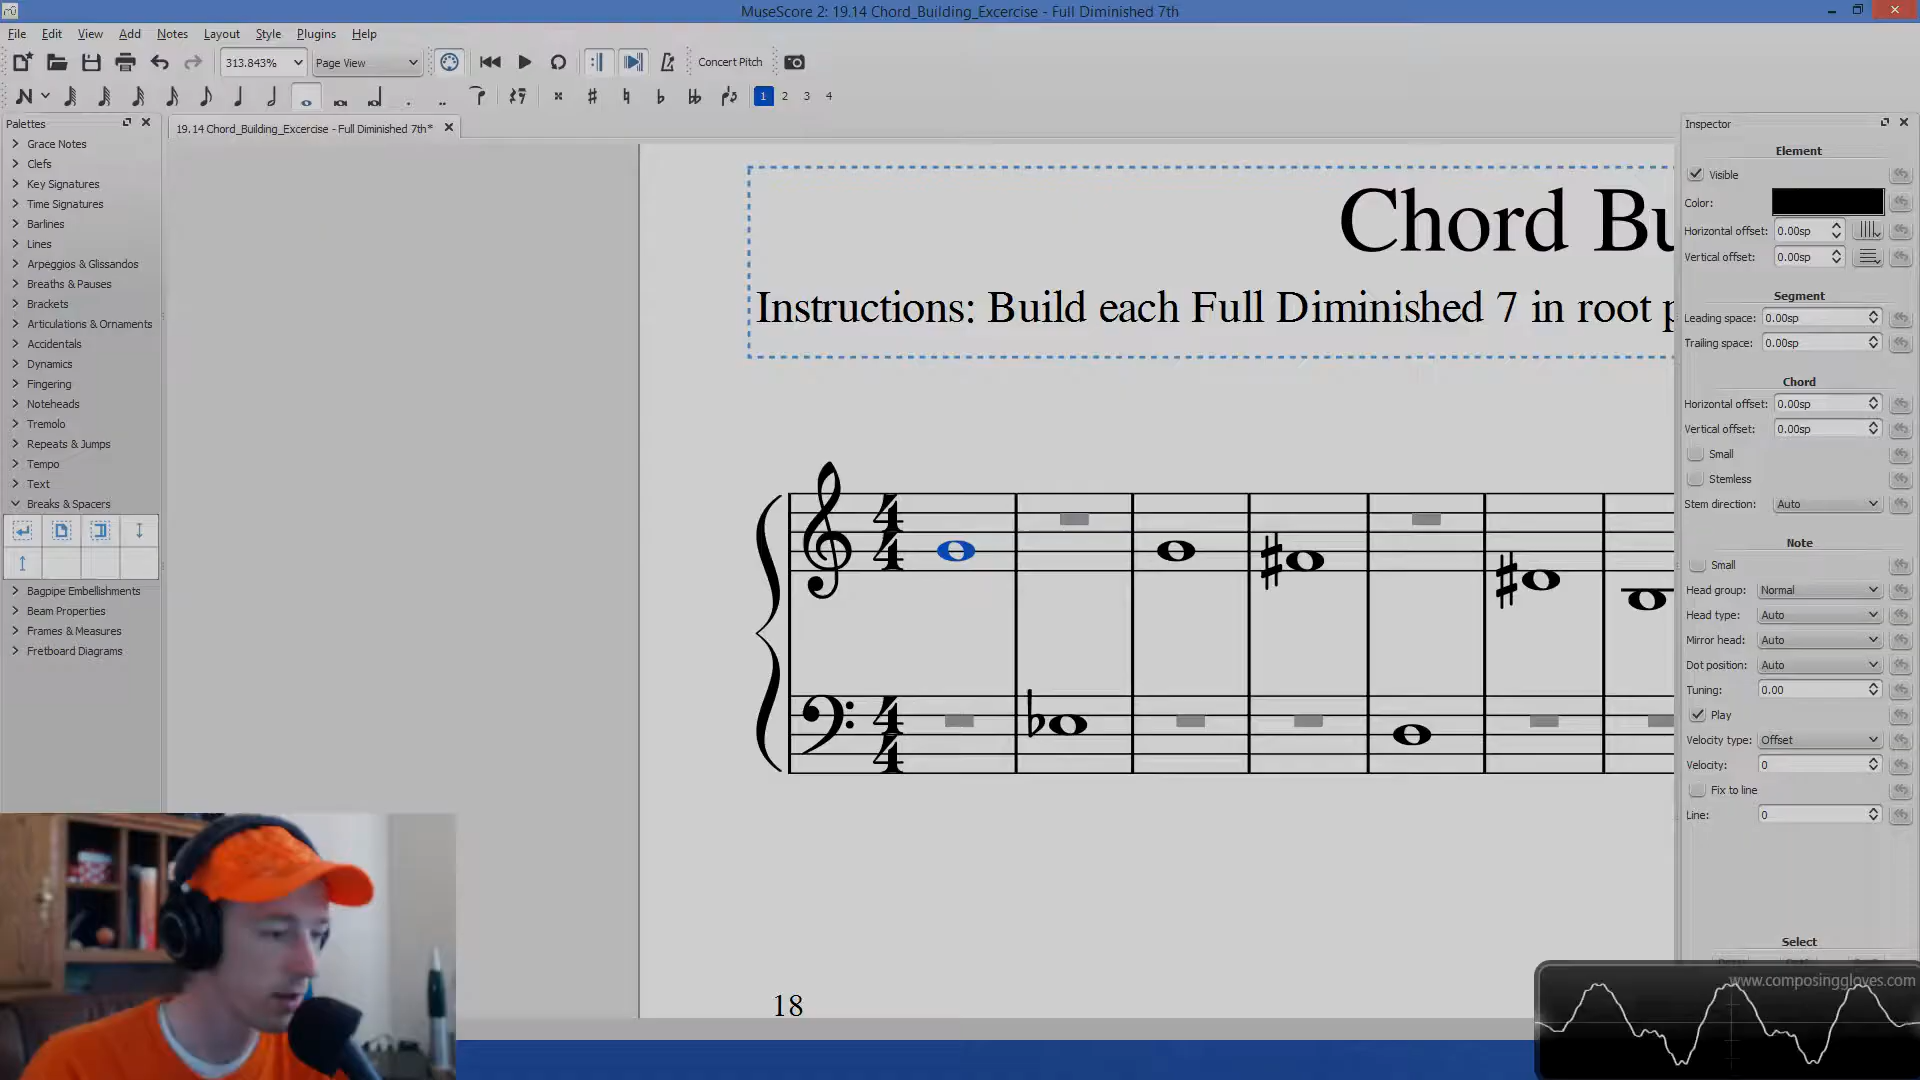 MuseScore 2: 19.14 Chord_Building_Excercise - Full Diminished 7th
File Edit View Add Notes Layout Style Plugins Help
313.843% Page View Concert Pitch
1 2 3 4
Palettes
19.14 Chord_Building_Excercise - Full Diminished 7th*
Grace Notes
Clefs
Key Signatures
Time Signatures
Barlines
Lines
Arpeggios & Glissandos
Breaths & Pauses
Brackets
Articulations & Ornaments
Accidentals
Dynamics
Fingering
Noteheads
Tremolo
Repeats & Jumps
Tempo
Text
Breaks & Spacers
Bagpipe Embellishments
Beam Properties
Frames & Measures
Fretboard Diagrams
Chord Bu
Instructions: Build each Full Diminished 7 in root p
4 4
4 4
18
Inspector
Element
Visible
Color:
Horizontal offset: 0.00sp
Vertical offset: 0.00sp
Segment
Leading space: 0.00sp
Trailing space: 0.00sp
Chord
Horizontal offset: 0.00sp
Vertical offset: 0.00sp
Small
Stemless
Stem direction: Auto
Note
Small
Head group: Normal
Head type: Auto
Mirror head: Auto
Dot position: Auto
Tuning: 0.00
Play
Velocity type: Offset
Velocity: 0
Fix to line
Line: 0
Select
www.composinggloves.com